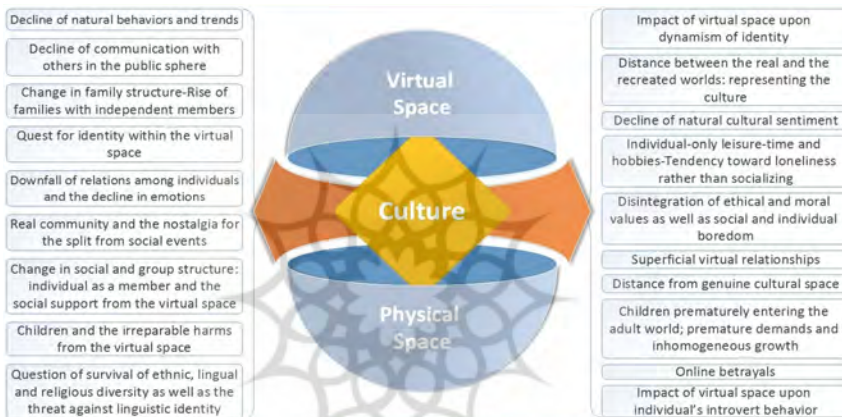 Decline of natural behaviors and trends
Decline of communication with
others in the public sphere
Change in family structure-Rise of
families with independent members
Quest for identity within the virtual
space
Downfall of relations among individuals
and the decline in emotions
Real community and the nostalgia for
the split from social events
Change in social and group structure:
individual as a member and the
social support from the virtual space
Children and the irreparable harms
from the virtual space
Question of survival of ethnic, lingual
and religious diversity as well as the
threat against linguistic identity
Virtual
Space
Culture
Physical
Space
Impact of virtual space upon
dynamism of identity
Distance between the real and the
recreated worlds: representing the
culture
Decline of natural cultural sentiment
Individual-only leisure-time and
hobbies-Tendency toward loneliness
rather than socializing
Disintegration of ethical and moral
values as well as social and individual
boredom
Superficial virtual relationships
Distance from genuine cultural space
Children prematurely entering the
adult world; premature demands and
inhomogeneous growth
Online betrayals
Impact of virtual space upon
individual's introvert behavior